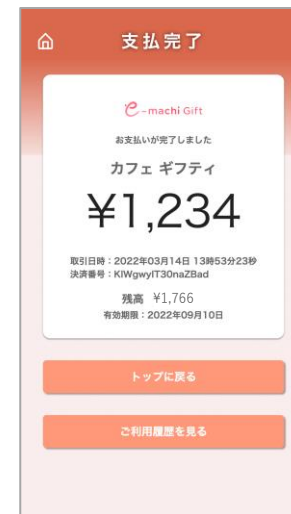 支払完了
e-machi Gift
お支払いが完了しました
カフェ ギフティ
¥1,234
取引日時：2022年03月14日 13時53分23秒
決済番号：KlWgwyIT30naZBad
残高 ¥1,766
有効期限：2022年09月10日
トップに戻る
ご利用履歴を見る